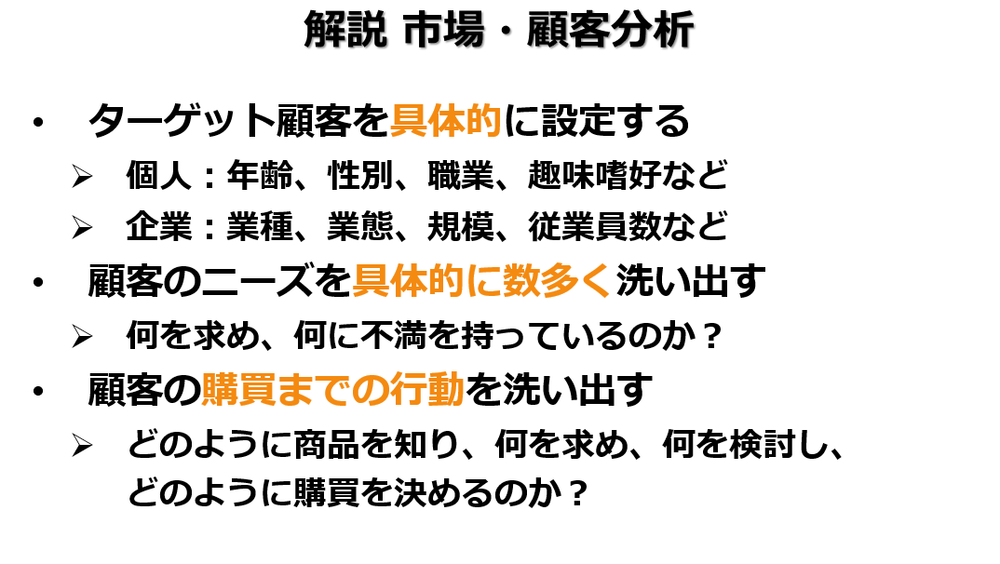 解説 市場・顧客分析
• ターゲット顧客を具体的に設定する
➢ 個人：年齢、性別、職業、趣味嗜好など
➢ 企業：業種、業態、規模、従業員数など
• 顧客のニーズを具体的に数多く洗い出す
➢ 何を求め、何に不満を持っているのか？
• 顧客の購買までの行動を洗い出す
➢ どのように商品を知り、何を求め、何を検討し、
どのように購買を決めるのか？